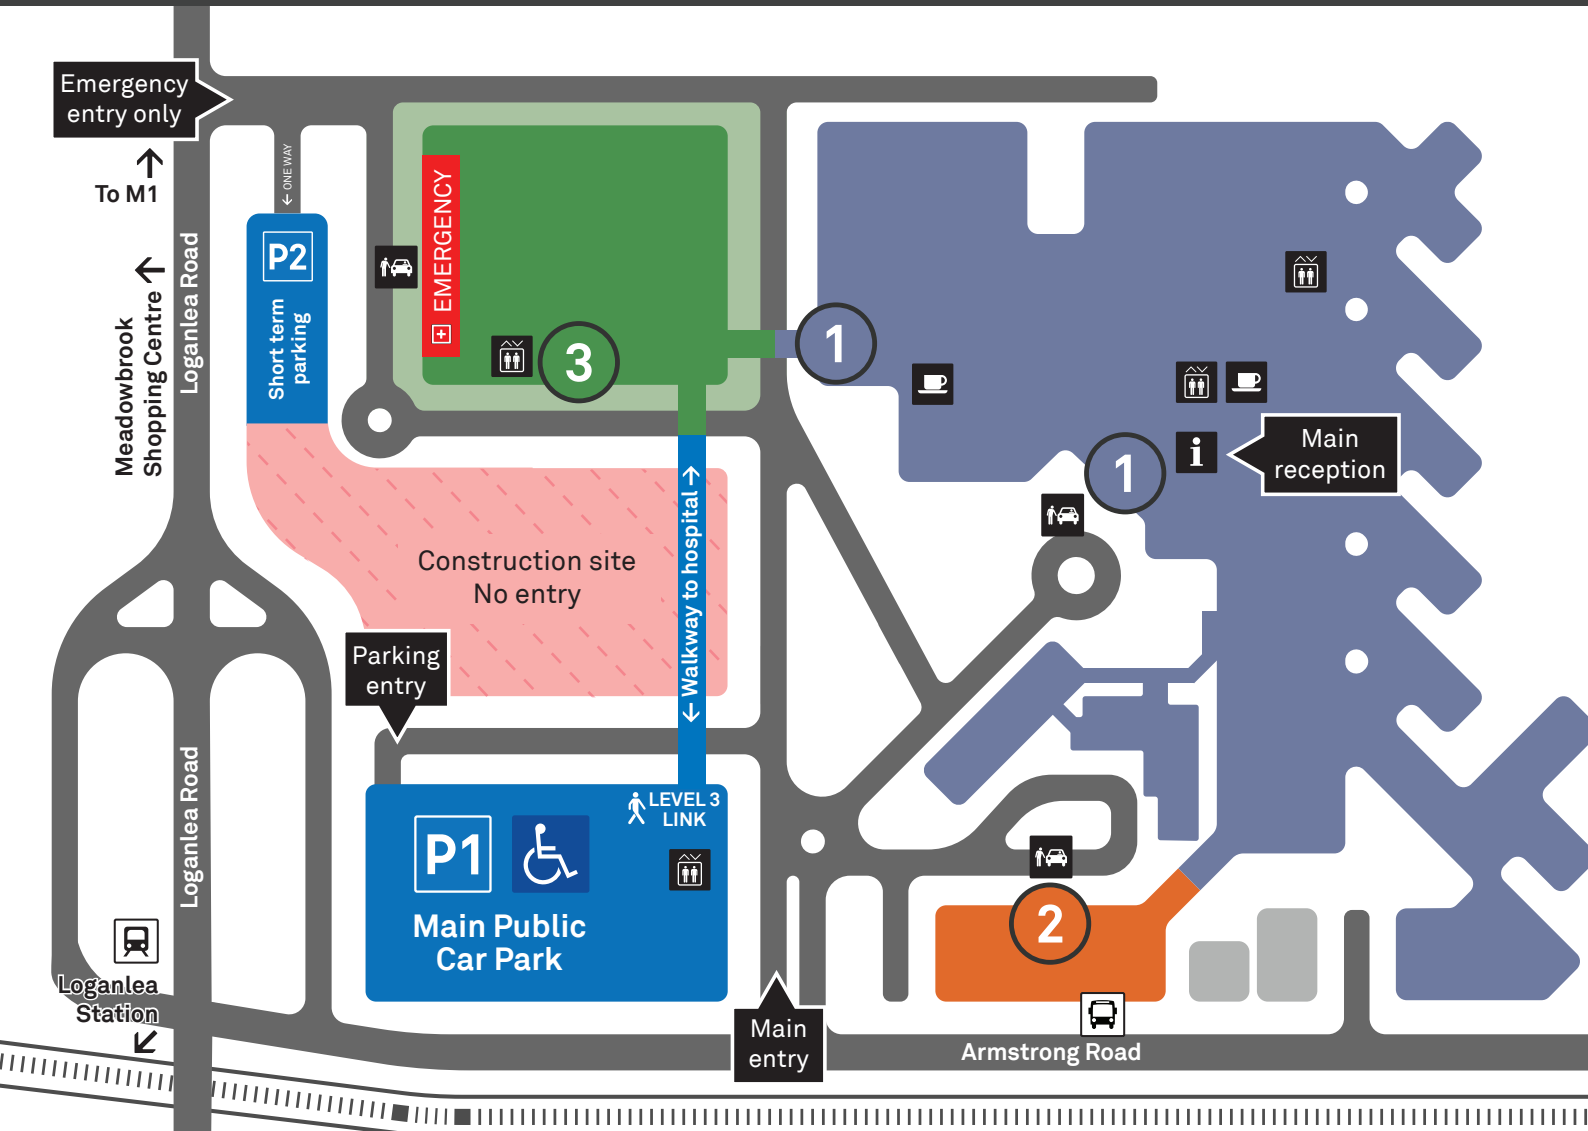 Emergency
entry only
To M1
Meadowbrook
Shopping Centre
Loganlea Road
← ONE WAY
P2
Short term
parking
EMERGENCY
3
1
1
i
Main
reception
Construction site
No entry
← Walkway to hospital →
Parking
entry
LEVEL 3
LINK
P1
Main Public
Car Park
Loganlea Road
Loganlea
Station
2
Main
entry
Armstrong Road